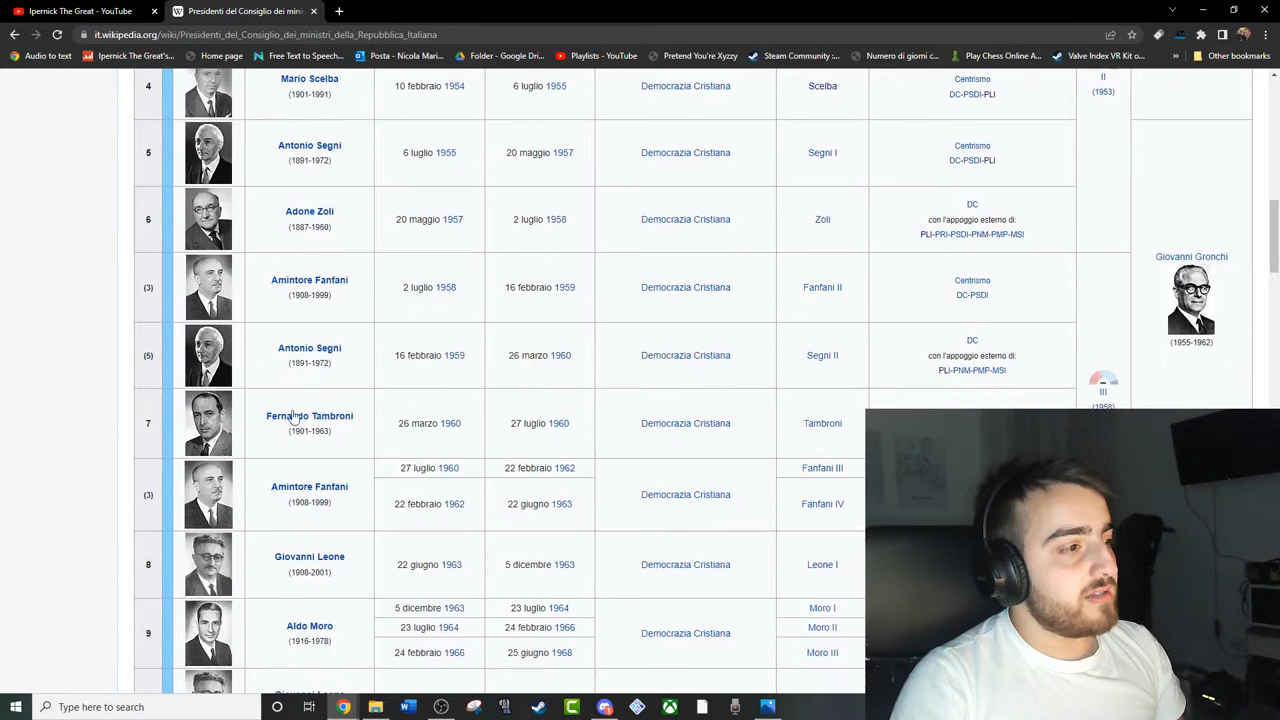 Ipernick The Great - YouTube
Presidenti del Consiglio dei minis
it.wikipedia.org/wiki/Presidenti_del_Consiglio_dei_ministri_della_Repubblica_Italiana
Audio to text
Ipernick The Great -...
Home page
Free Text to Speech...
Postati - Nicola Mari...
Folder - Google Dri...
Playlists - YouTube
Pretend You're Xyzzy
Steam Community:...
Numero di giorni c...
Play Chess Online A...
Valve Index VR Kit o...
»
Other bookmarks
4
Mario Scelba
(1901-1991)
10 febbraio 1954
6 luglio 1955
Democrazia Cristiana
Scelba
Centrismo
DC-PSDI-PLI
II
(1953)
5
Antonio Segni
(1891-1972)
6 luglio 1955
20 maggio 1957
Democrazia Cristiana
Segni I
Centrismo
DC-PSDI-PLI
6
Adone Zoli
(1887-1960)
20 maggio 1957
2 luglio 1958
Democrazia Cristiana
Zoli
DC
con l'appoggio esterno di:
PLI-PRI-PSDI-PNM-PMP-MSI
Giovanni Gronchi
(1955-1962)
(3)
Amintore Fanfani
(1908-1999)
2 luglio 1958
16 febbraio 1959
Democrazia Cristiana
Fanfani II
Centrismo
DC-PSDI
(5)
Antonio Segni
(1891-1972)
16 febbraio 1959
26 marzo 1960
Democrazia Cristiana
Segni II
DC
con l'appoggio esterno di:
PLI-PNM-PMP-MSI
III
(1958)
7
Fernando Tambroni
(1901-1963)
26 marzo 1960
27 luglio 1960
Democrazia Cristiana
Tambroni
(3)
Amintore Fanfani
(1908-1999)
27 luglio 1960
22 febbraio 1962
Fanfani III
Democrazia Cristiana
22 febbraio 1962
22 giugno 1963
Fanfani IV
8
Giovanni Leone
(1908-2001)
22 giugno 1963
5 dicembre 1963
Democrazia Cristiana
Leone I
9
Aldo Moro
(1916-1978)
5 dicembre 1963
23 luglio 1964
Moro I
23 luglio 1964
24 febbraio 1966
Democrazia Cristiana
Moro II
24 febbraio 1966
25 giugno 1968
Moro III
Giovanni Leone
Type here to search